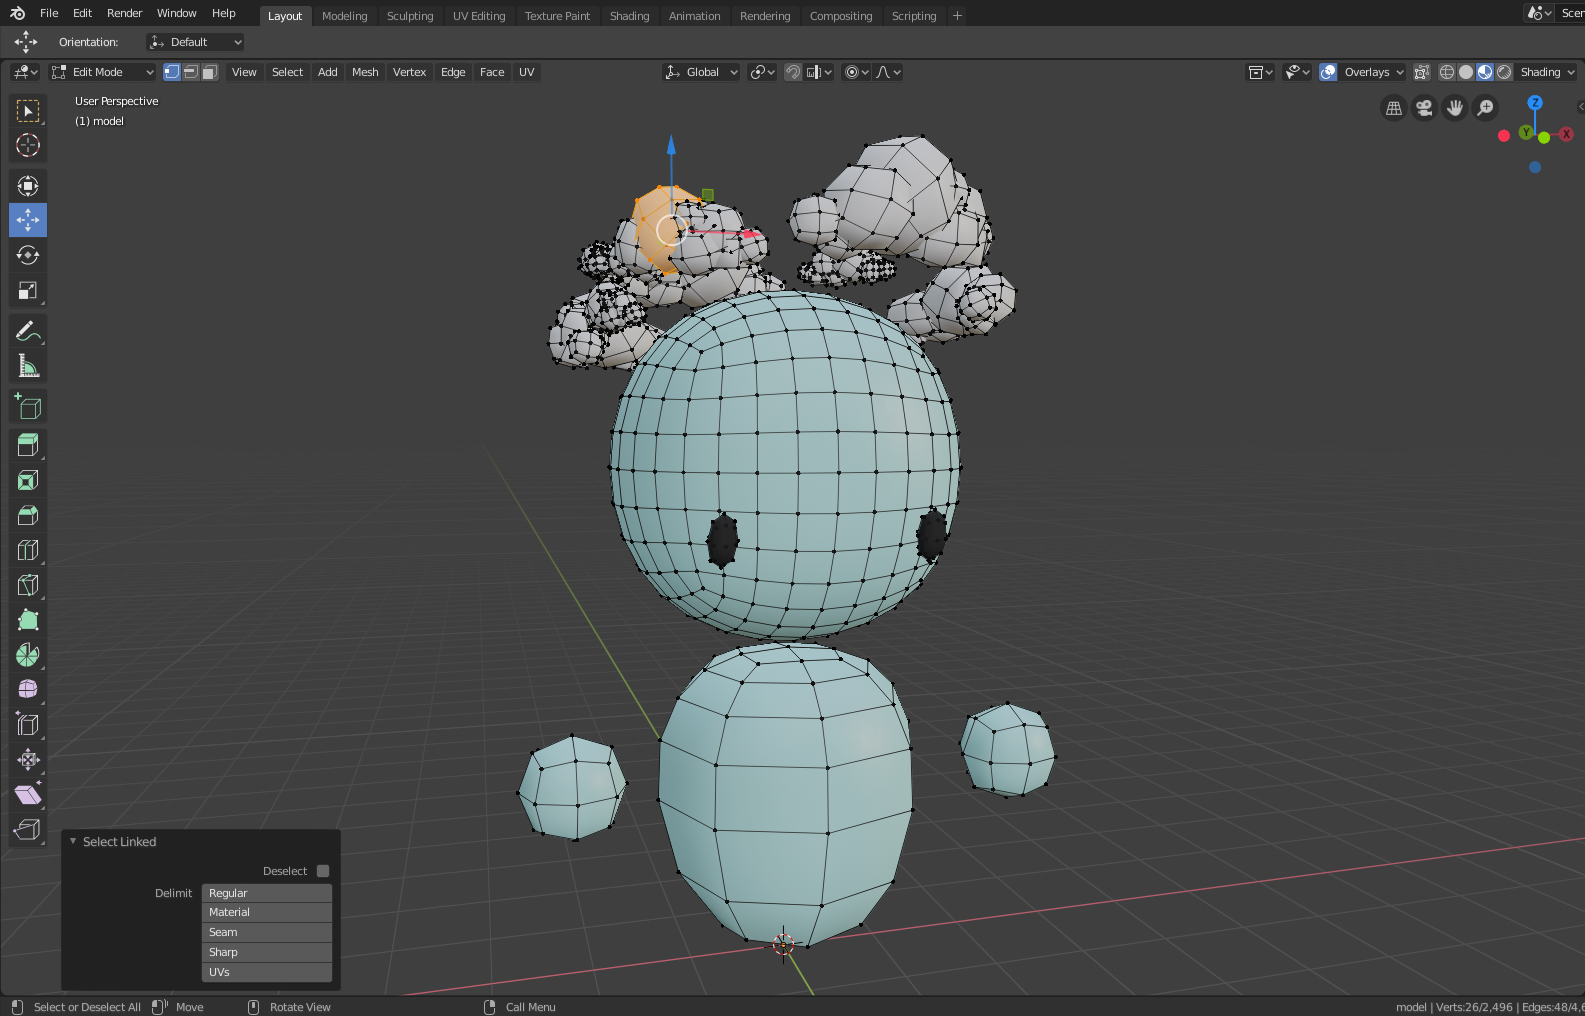 File Edit Render Window Help Layout Modeling Sculpting UV Editing Texture Paint Shading Animation Rendering Compositing Scripting + Scen
Orientation: Default
Edit Mode View Select Add Mesh Vertex Edge Face UV Global Overlays Shading
User Perspective
(1) model
Z
Y X
Select Linked
Deselect
Delimit Regular
Material
Seam
Sharp
UVs
Select or Deselect All Move Rotate View Call Menu model | Verts:26/2,496 | Edges:48/4,6